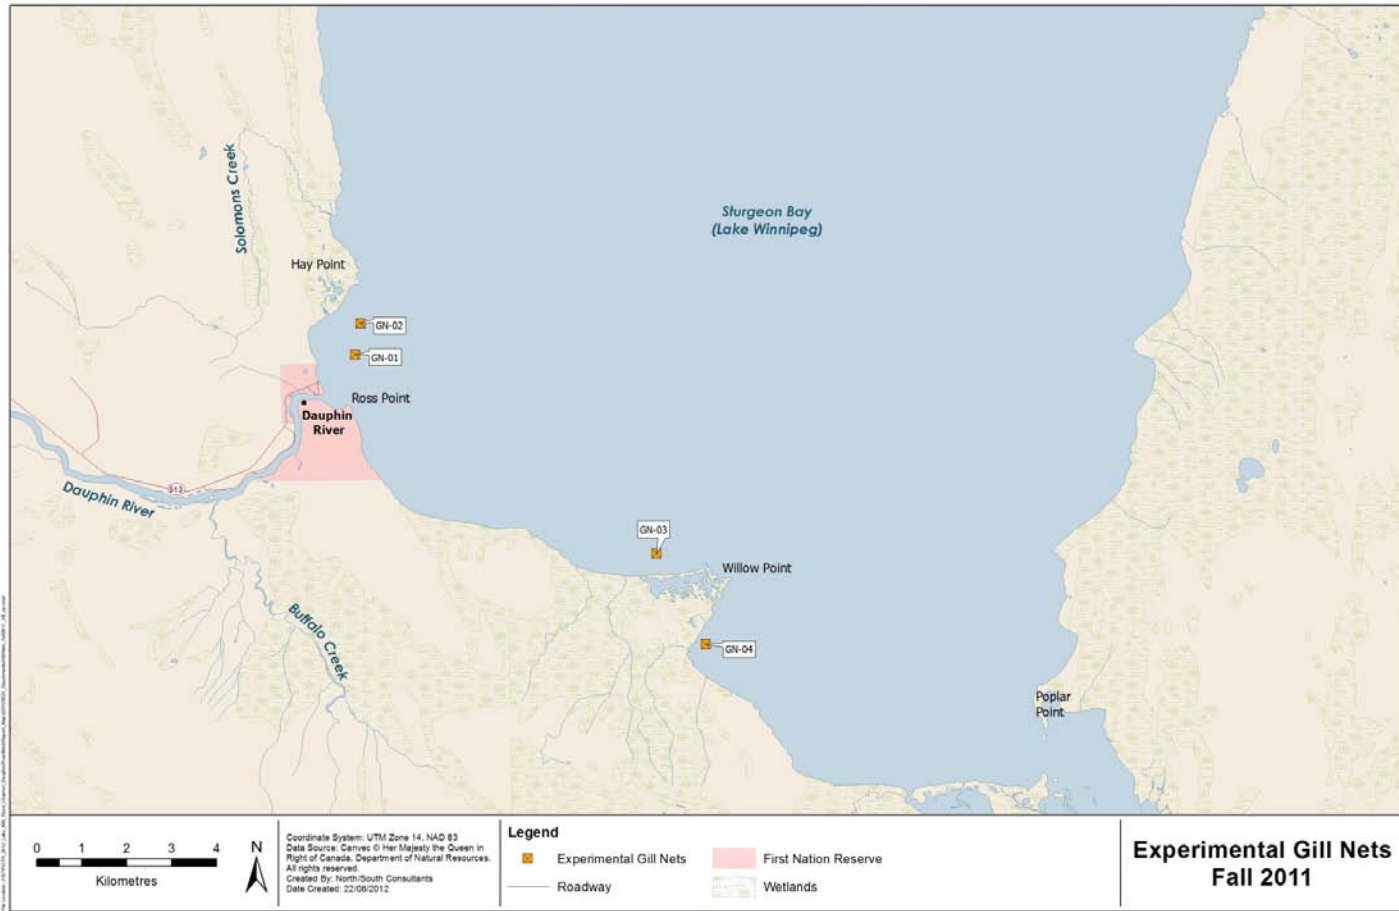 Solomons Creek
Sturgeon Bay
(Lake Winnipeg)
Hay Point
GN-02
GN-01
Ross Point
Dauphin
River
513
Dauphin River
GN-03
Willow Point
Buffalo Creek
GN-04
Poplar
Point
0 1 2 3 4
Kilometres
N
Coordinate System: UTM Zone 14, NAD 83
Data Source: Canvec © Her Majesty the Queen in
Right of Canada, Department of Natural Resources.
All rights reserved.
Created By: North/South Consultants
Date Created: 22/08/2012
Legend
Experimental Gill Nets
Roadway
First Nation Reserve
Wetlands
Experimental Gill Nets
Fall 2011